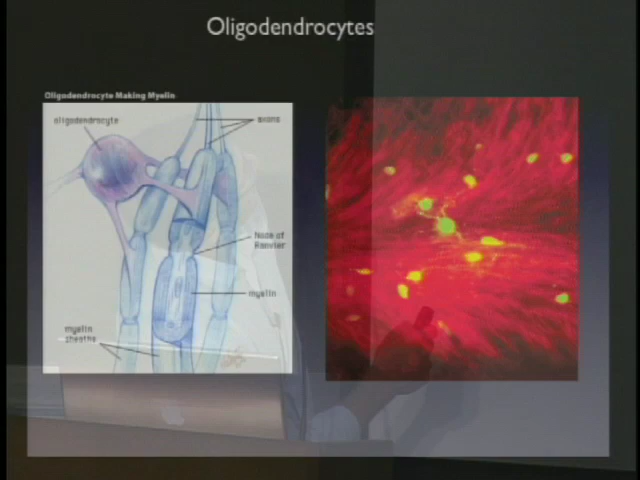 Oligodendrocytes
Oligodendrocyte Making Myelin
oligodendrocyte
axons
Node of
Ranvier
myelin
myelin
sheaths